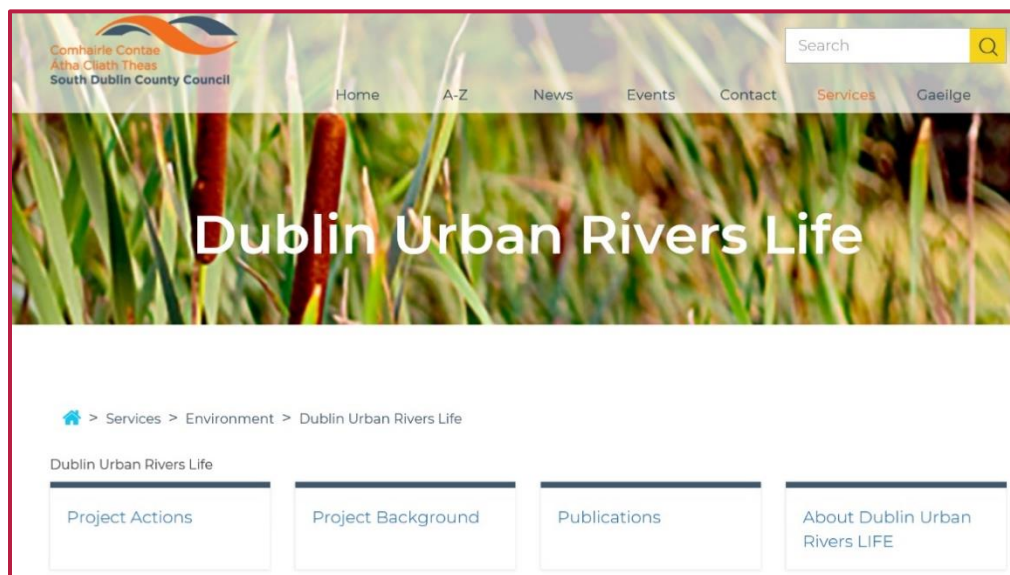 Comhairle Contae
Átha Cliath Theas
South Dublin County Council
Search
Home A-Z News Events Contact Services Gaeilge
Dublin Urban Rivers Life
> Services > Environment > Dublin Urban Rivers Life
Dublin Urban Rivers Life
Project Actions
Project Background
Publications
About Dublin Urban
Rivers LIFE